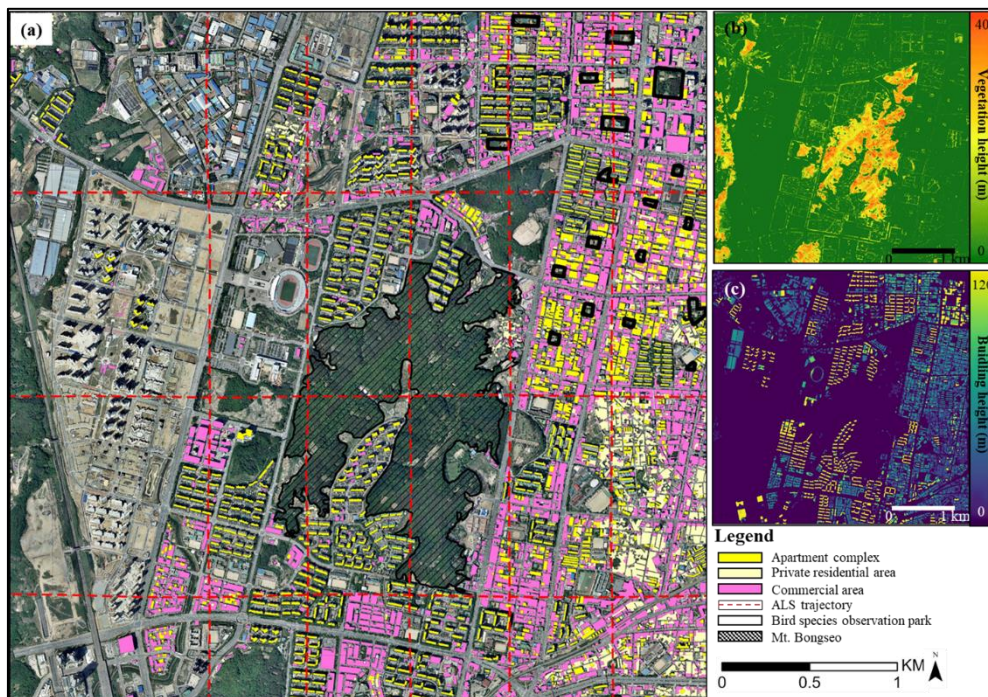 (a)
(b)
40
Vegetation height (m)
0
0
1 km
(c)
120
Buidling height (m)
0
0
1 km
Legend
Apartment complex
Private residential area
Commercial area
ALS trajectory
Bird species observation park
Mt. Bongseo
KM
0
0.5
1
N